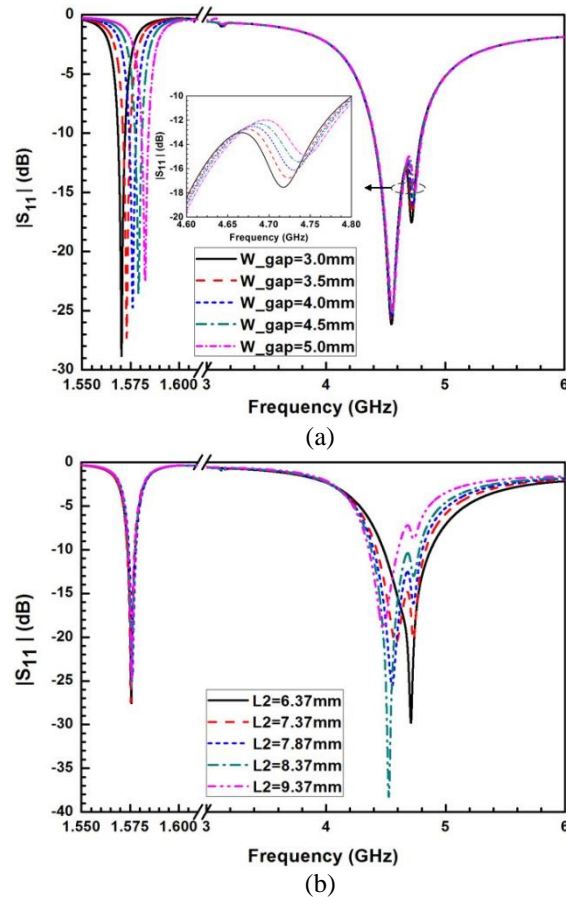 0
-5
-10
-15
-20
-25
-30
|S11| (dB)
-10
-12
-14
-16
-18
-20
|S11| (dB)
4.60 4.65 4.70 4.75 4.80
Frequency (GHz)
W_gap=3.0mm
W_gap=3.5mm
W_gap=4.0mm
W_gap=4.5mm
W_gap=5.0mm
1.550 1.575 1.600 3 4 5 6
Frequency (GHz)
(a)
0
-5
-10
-15
-20
-25
-30
-35
-40
|S11| (dB)
L2=6.37mm
L2=7.37mm
L2=7.87mm
L2=8.37mm
L2=9.37mm
1.550 1.575 1.600 3 4 5 6
Frequency (GHz)
(b)